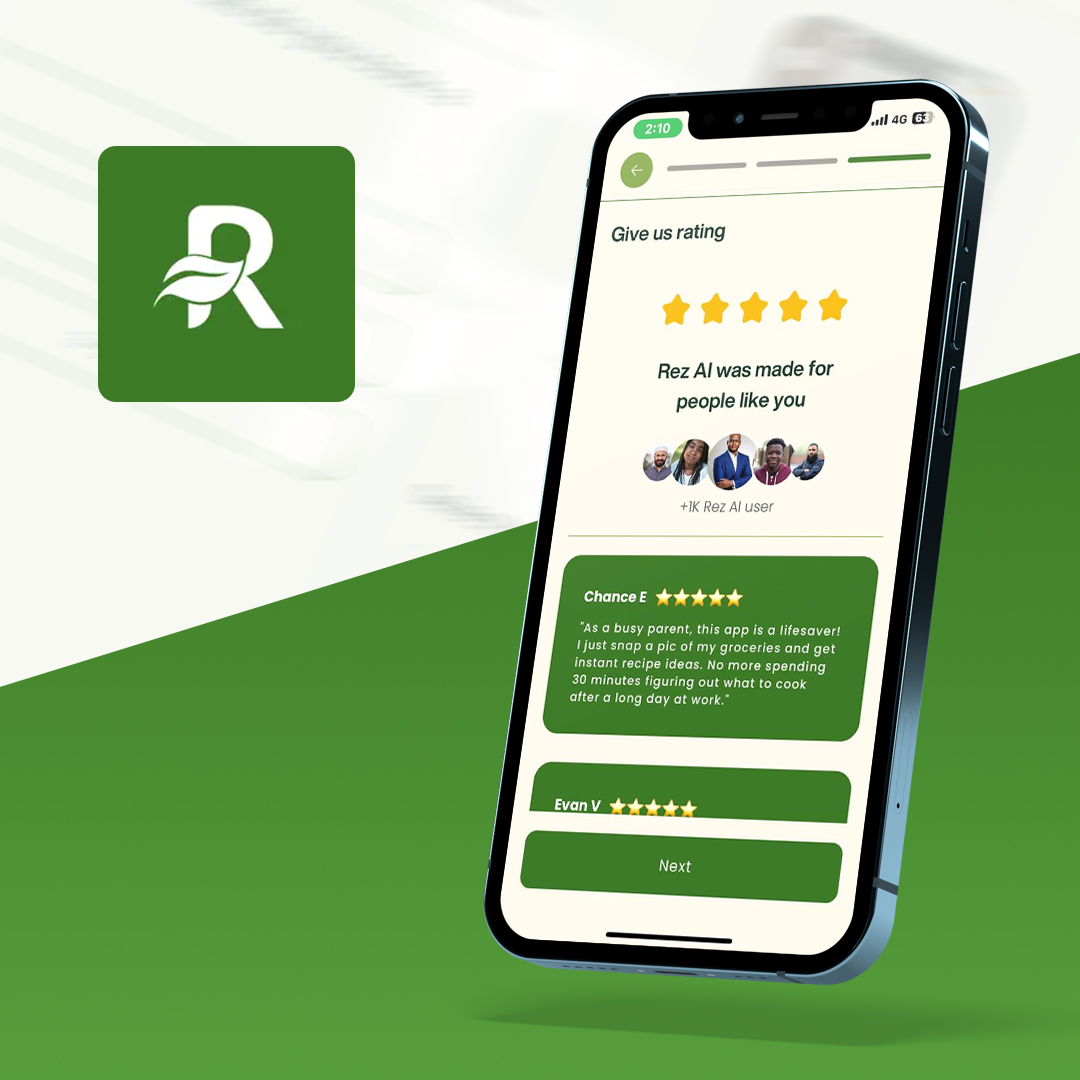 R
2:10
4G 63
Give us rating
Rez AI was made for
people like you
+1K Rez AI user
Chance E
"As a busy parent, this app is a lifesaver!
I just snap a pic of my groceries and get
instant recipe ideas. No more spending
30 minutes figuring out what to cook
after a long day at work."
Evan V
Next